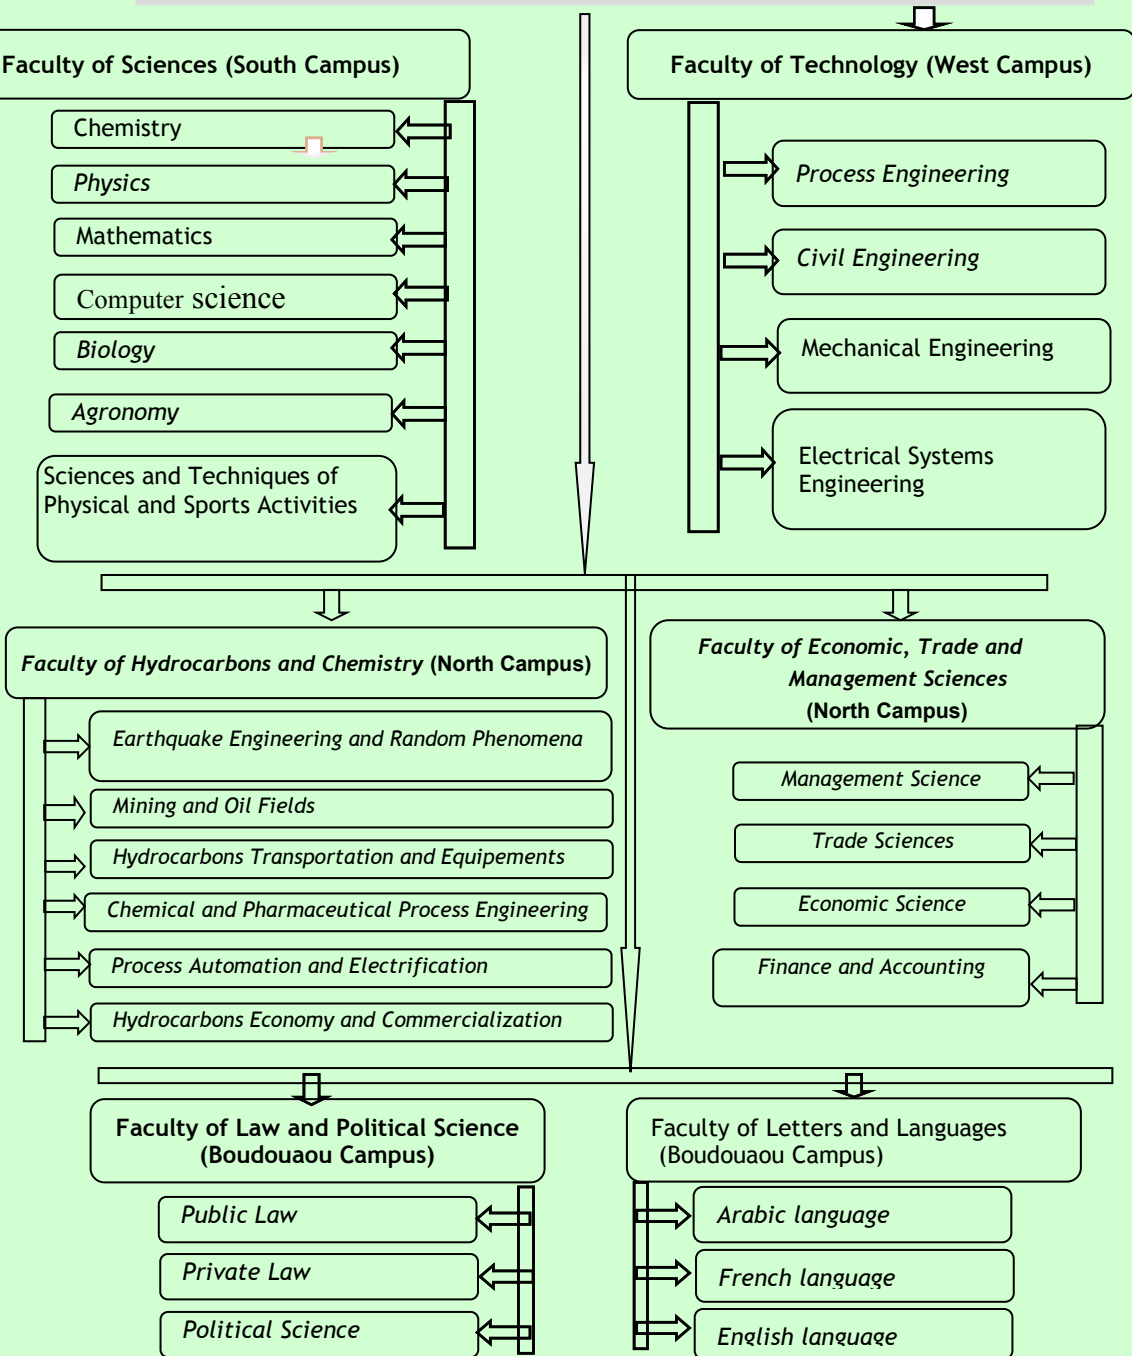 Faculty of Sciences (South Campus)
Chemistry
Physics
Mathematics
Computer science
Biology
Agronomy
Sciences and Techniques of
Physical and Sports Activities
Faculty of Technology (West Campus)
Process Engineering
Civil Engineering
Mechanical Engineering
Electrical Systems
Engineering
Faculty of Hydrocarbons and Chemistry (North Campus)
Earthquake Engineering and Random Phenomena
Mining and Oil Fields
Hydrocarbons Transportation and Equipements
Chemical and Pharmaceutical Process Engineering
Process Automation and Electrification
Hydrocarbons Economy and Commercialization
Faculty of Economic, Trade and
Management Sciences
(North Campus)
Management Science
Trade Sciences
Economic Science
Finance and Accounting
Faculty of Law and Political Science
(Boudouaou Campus)
Public Law
Private Law
Political Science
Faculty of Letters and Languages
(Boudouaou Campus)
Arabic language
French language
English language